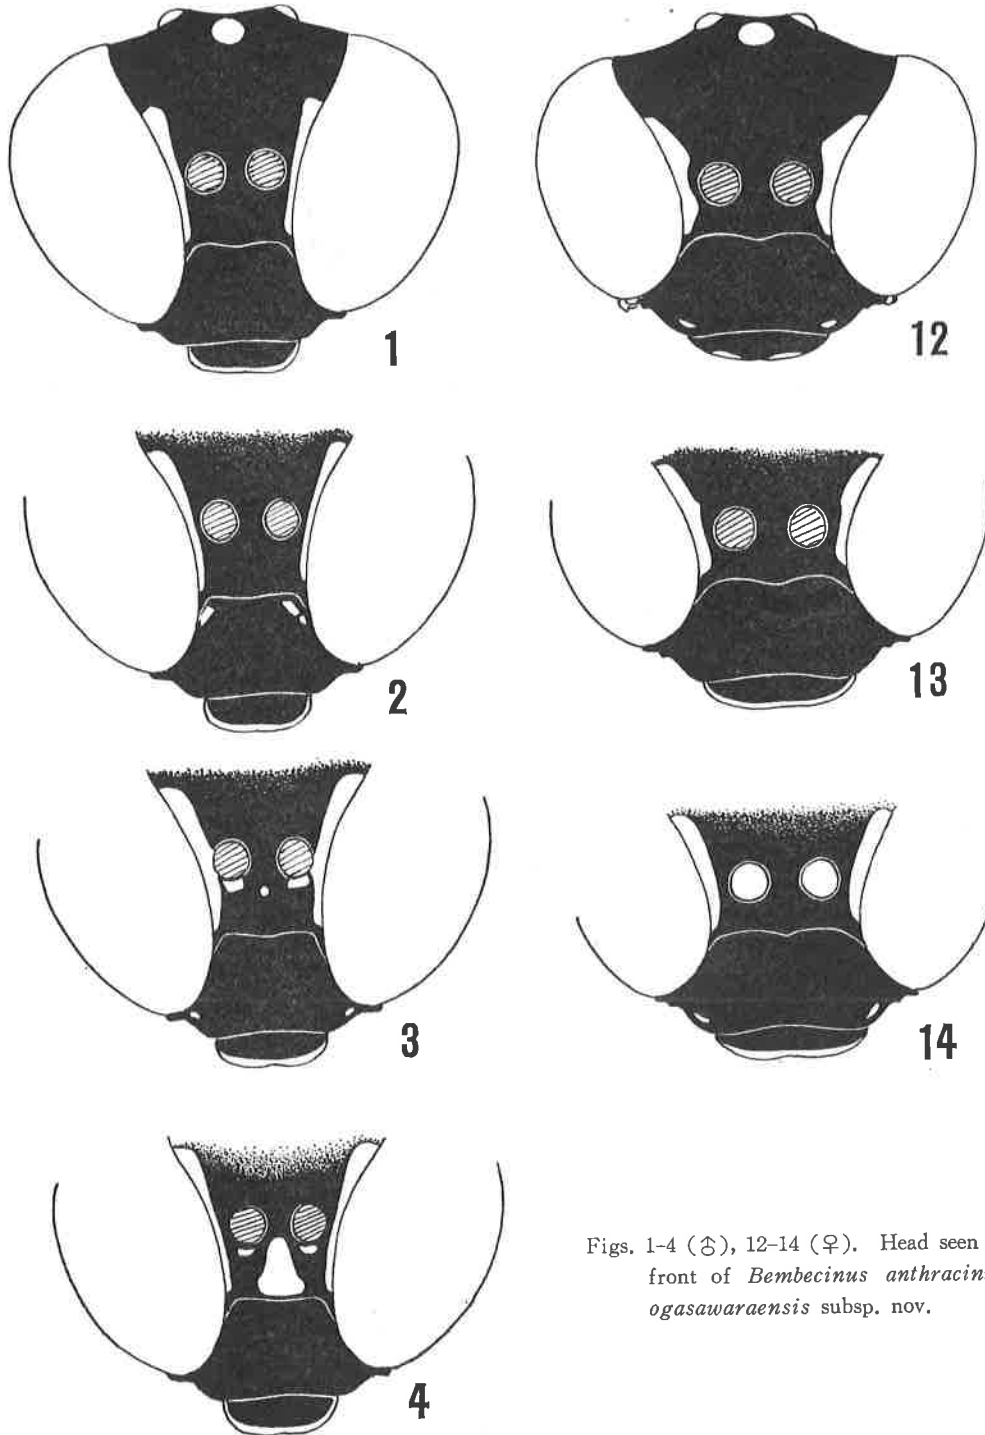 1
12
2
13
3
14
4
Figs. 1-4 (♂), 12-14 (♀). Head seen
front of Bembecinus anthracin
ogasawaraensis subsp. nov.